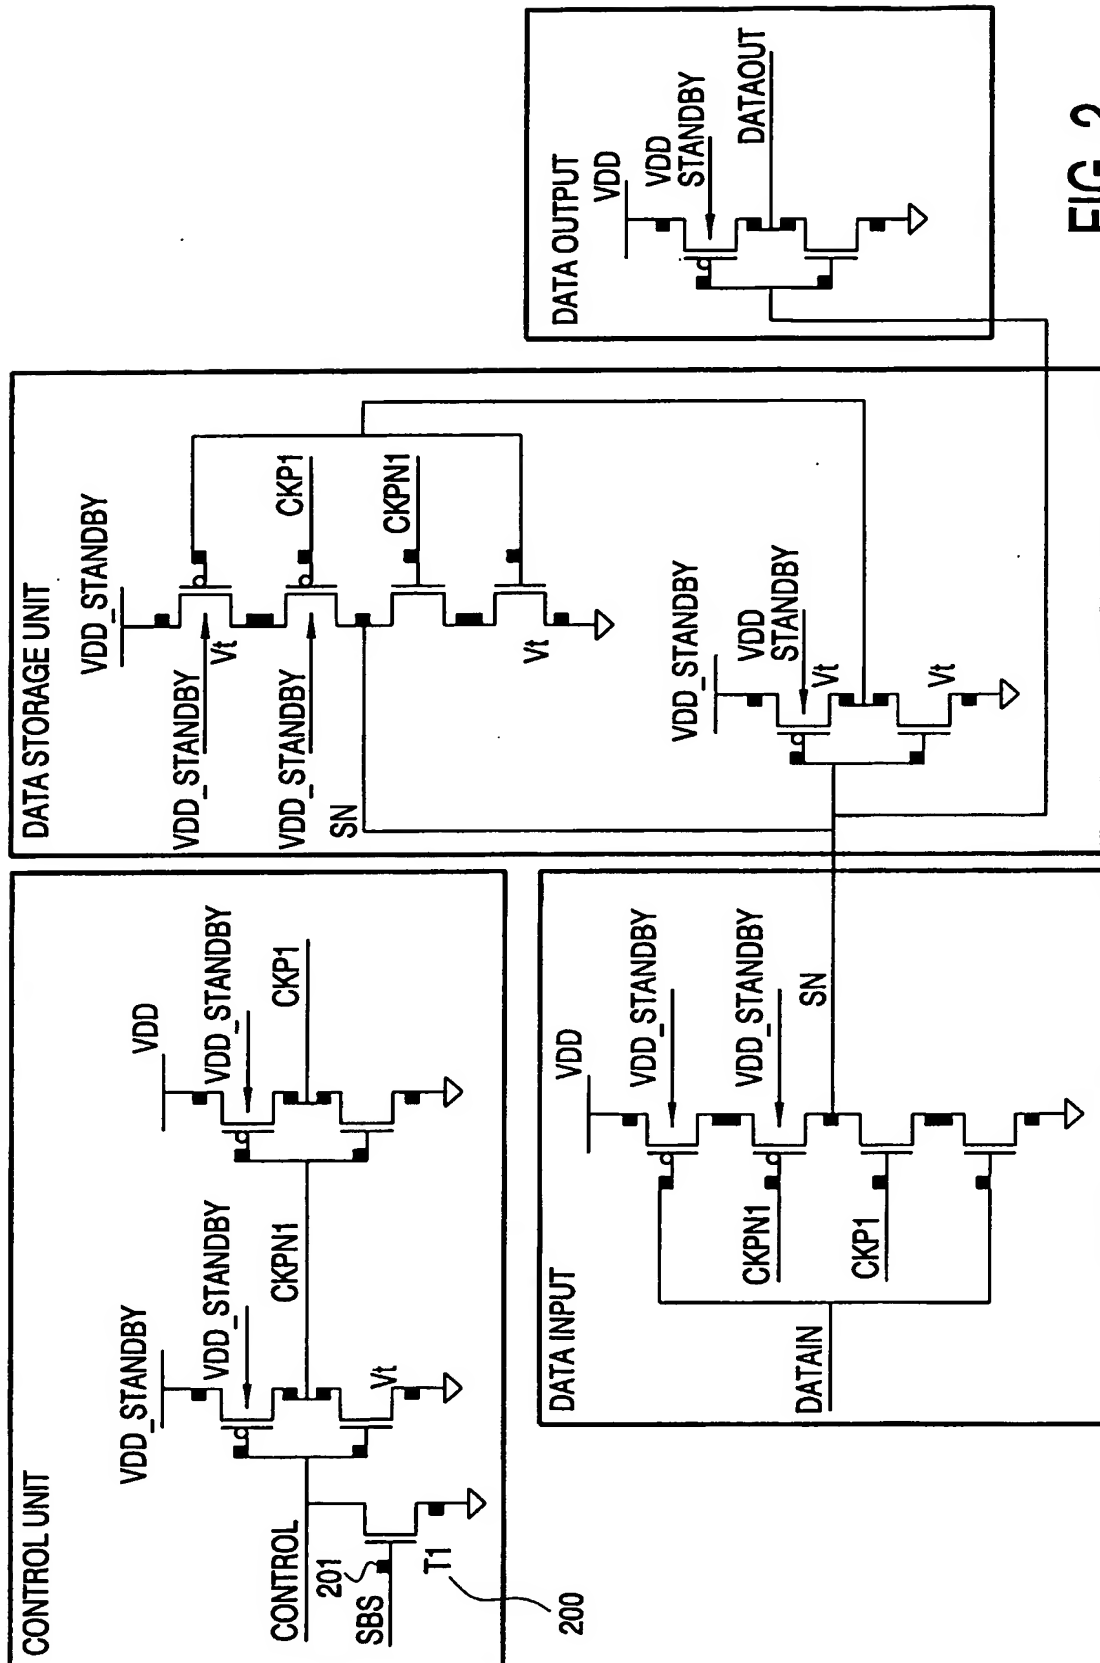 CONTROL UNIT
VDD_STANDBY
VDD_STANDBY
VDD
VDD_STANDBY
CONTROL
CKPN1
CKP1
201
SBS
T1
Vt
200
DATA STORAGE UNIT
VDD_STANDBY
VDD_STANDBY
Vt
CKP1
VDD_STANDBY
CKPN1
SN
Vt
VDD_STANDBY
VDD
STANDBY
Vt
Vt
DATA INPUT
VDD
VDD_STANDBY
VDD_STANDBY
CKPN1
SN
CKP1
DATAIN
DATA OUTPUT
VDD
VDD
STANDBY
DATAOUT